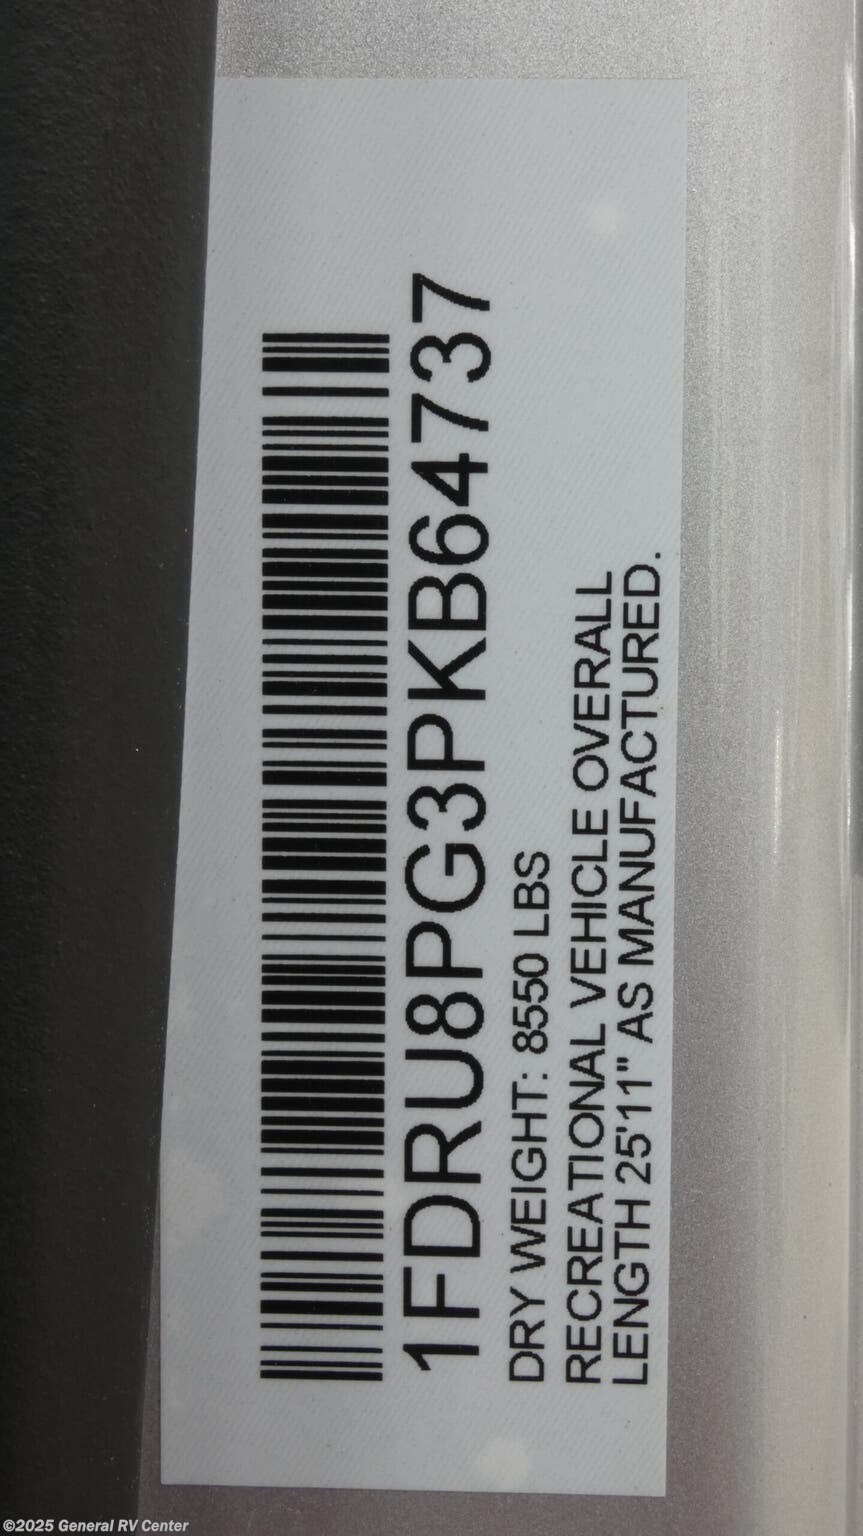 1FDRU8PG3PKB64737
DRY WEIGHT: 8550 LBS
RECREATIONAL VEHICLE OVERALL
LENGTH 25'11" AS MANUFACTURED.
©2025 General RV Center